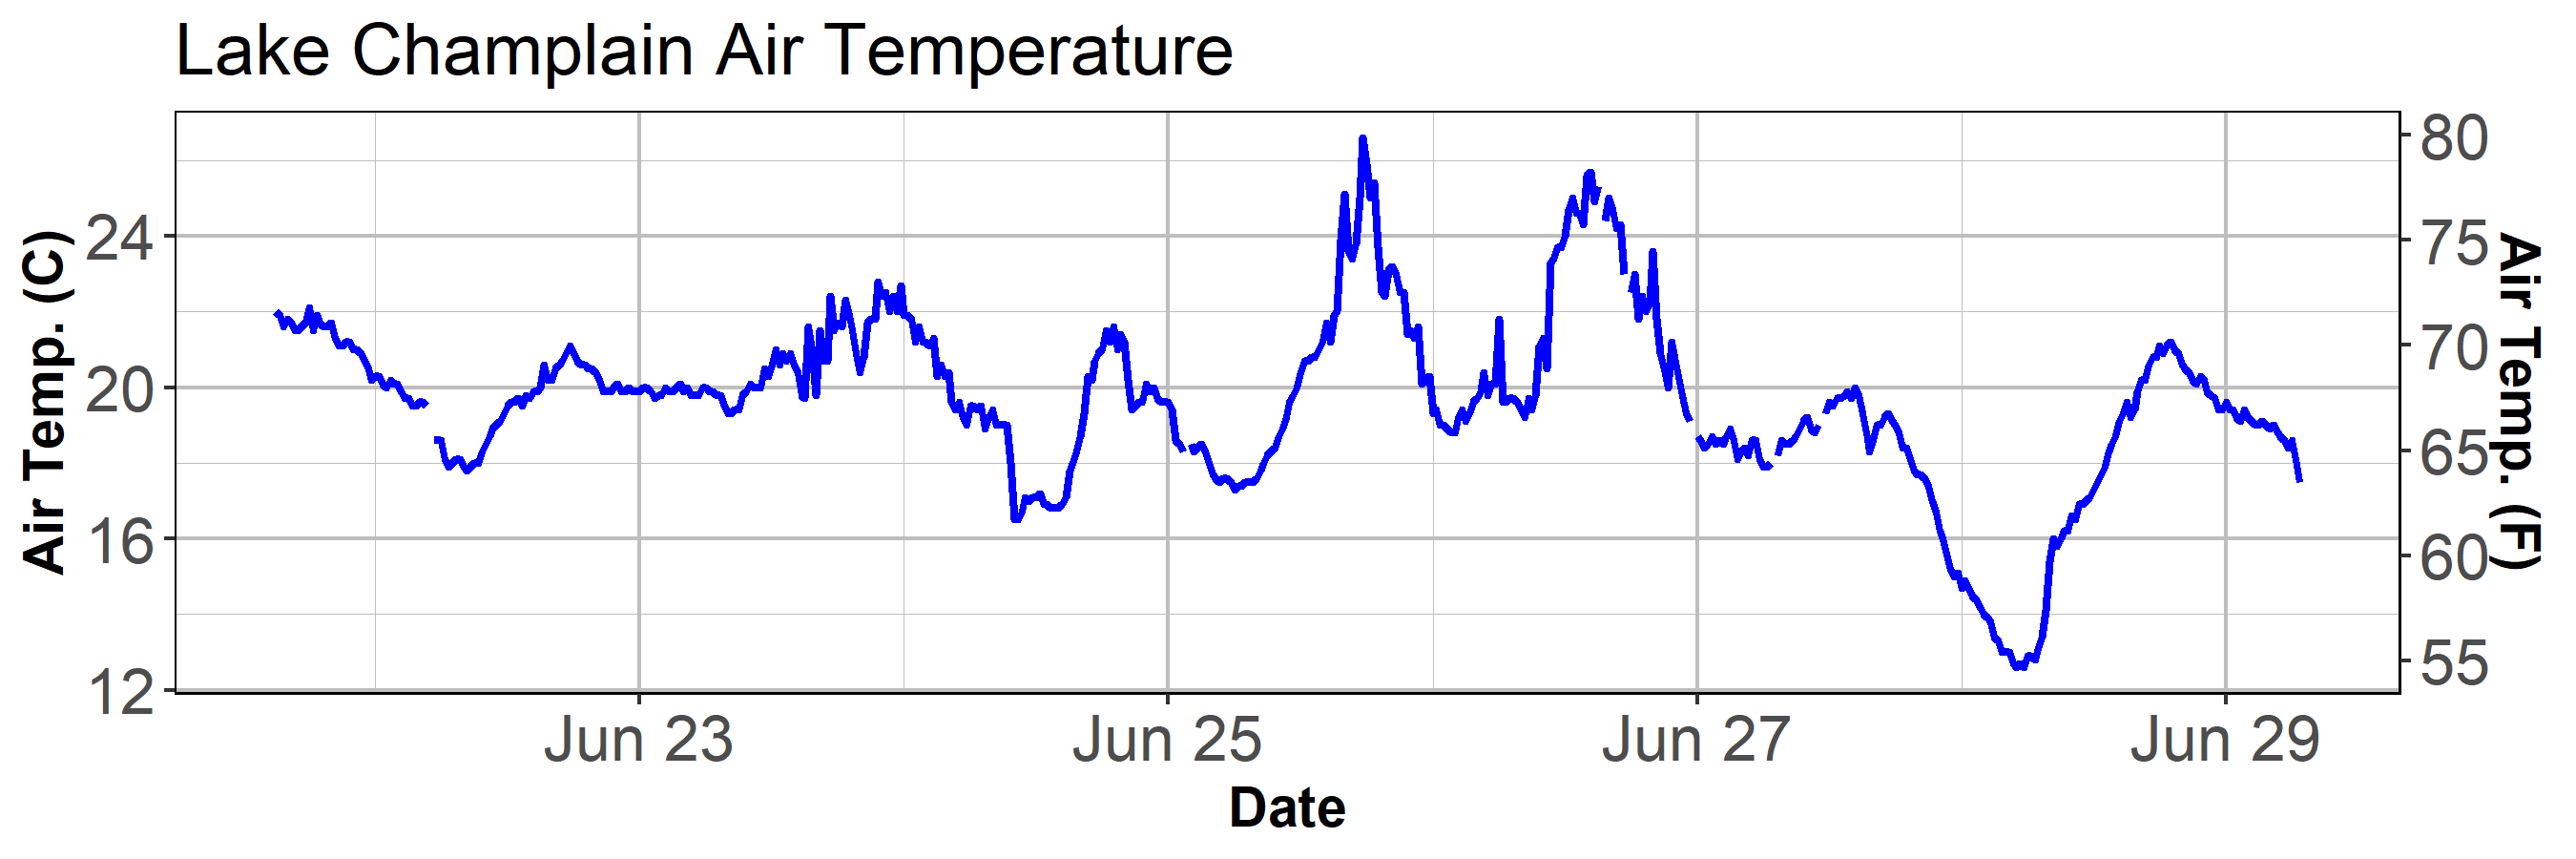 Lake Champlain Air Temperature
Air Temp. (C)
24
20
16
12
80
75
70
65
60
55
Air Temp. (F)
Jun 23
Jun 25
Jun 27
Jun 29
Date